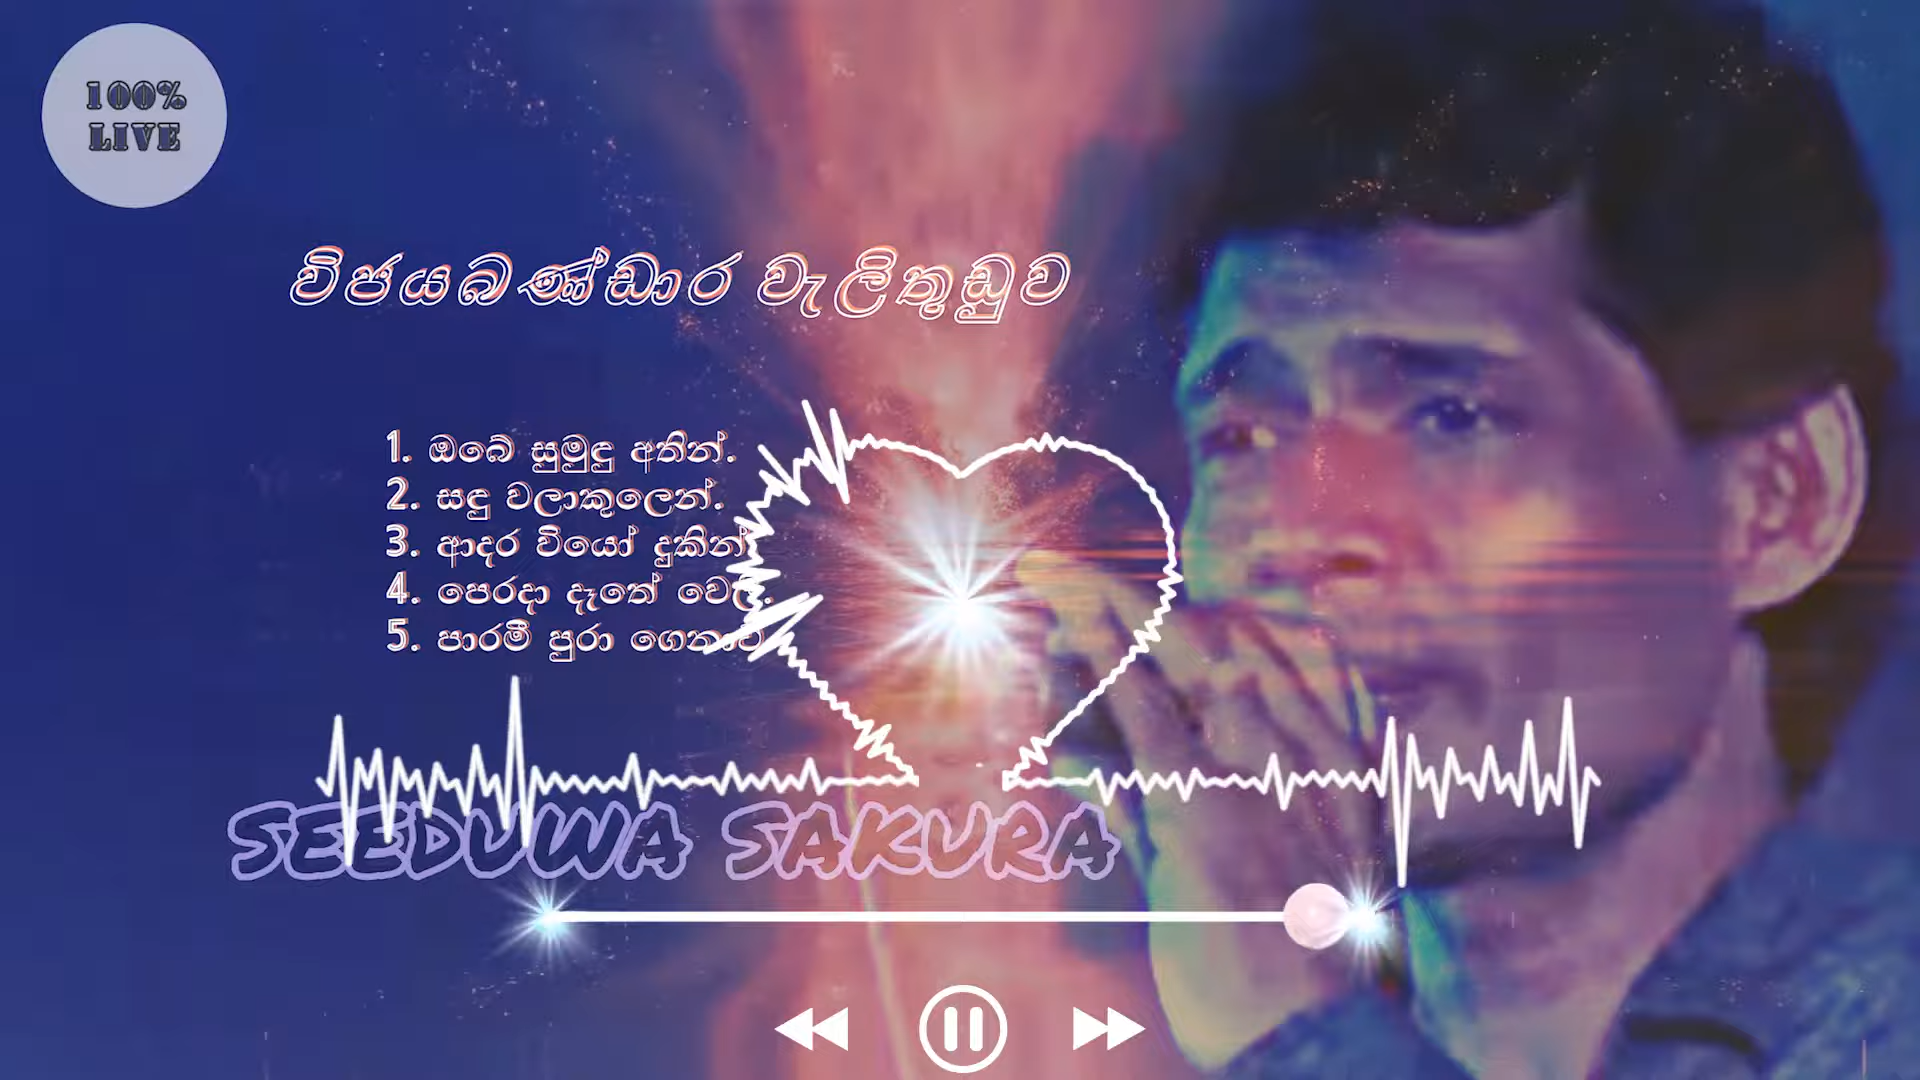 100%
LIVE
විජයබණ්ඩාර වැලිතුඩුව
1. ඔබේ සුමුදු අතින්.
2. සඳු වලාකුලෙන්.
3. ආදර වියෝ දුකින්
4. පෙරදා දෑතේ වෙලී.
5. පාරමී පුරා
SEEDUWA SAKURA